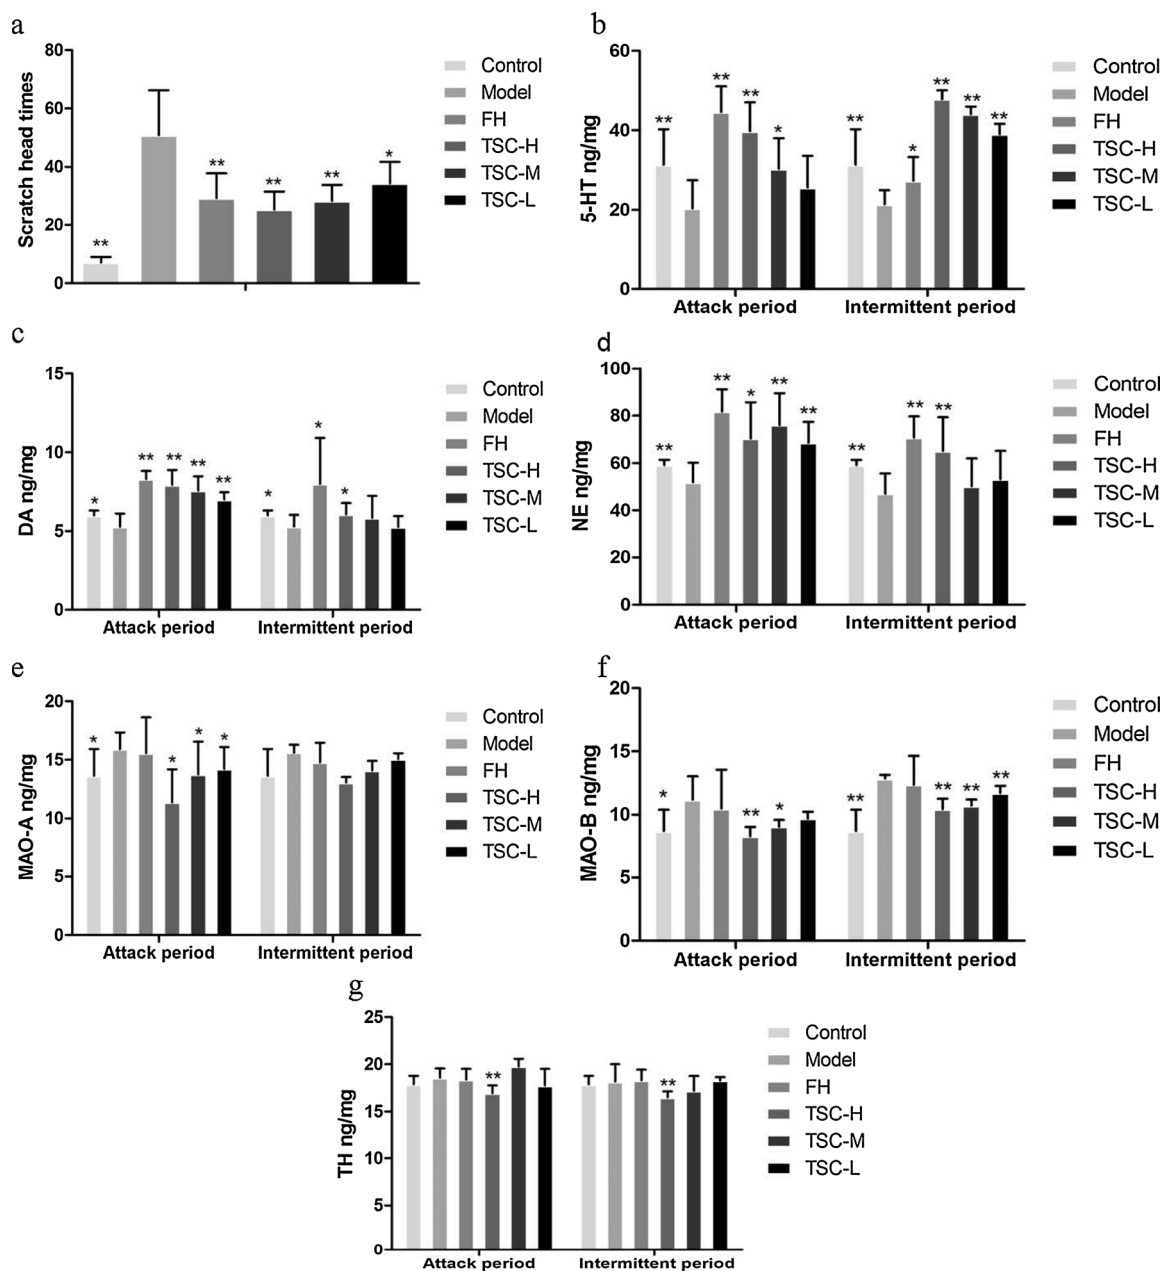 a
Scratch head times
80
60
40
20
0
**
**
**
**
*
Control
Model
FH
TSC-H
TSC-M
TSC-L
b
5-HT ng/mg
60
40
20
0
**
**
**
*
**
*
**
**
**
Attack period
Intermittent period
Control
Model
FH
TSC-H
TSC-M
TSC-L
c
DA ng/mg
15
10
5
0
*
**
**
**
**
*
*
*
Attack period
Intermittent period
Control
Model
FH
TSC-H
TSC-M
TSC-L
d
NE ng/mg
100
80
60
40
20
0
**
**
*
**
**
**
**
**
Attack period
Intermittent period
Control
Model
FH
TSC-H
TSC-M
TSC-L
e
MAO-A ng/mg
20
15
10
5
0
*
*
*
*
Attack period
Intermittent period
Control
Model
FH
TSC-H
TSC-M
TSC-L
f
MAO-B ng/mg
20
15
10
5
0
*
**
*
**
**
**
**
Attack period
Intermittent period
Control
Model
FH
TSC-H
TSC-M
TSC-L
g
TH ng/mg
25
20
15
10
5
0
**
**
Attack period
Intermittent period
Control
Model
FH
TSC-H
TSC-M
TSC-L